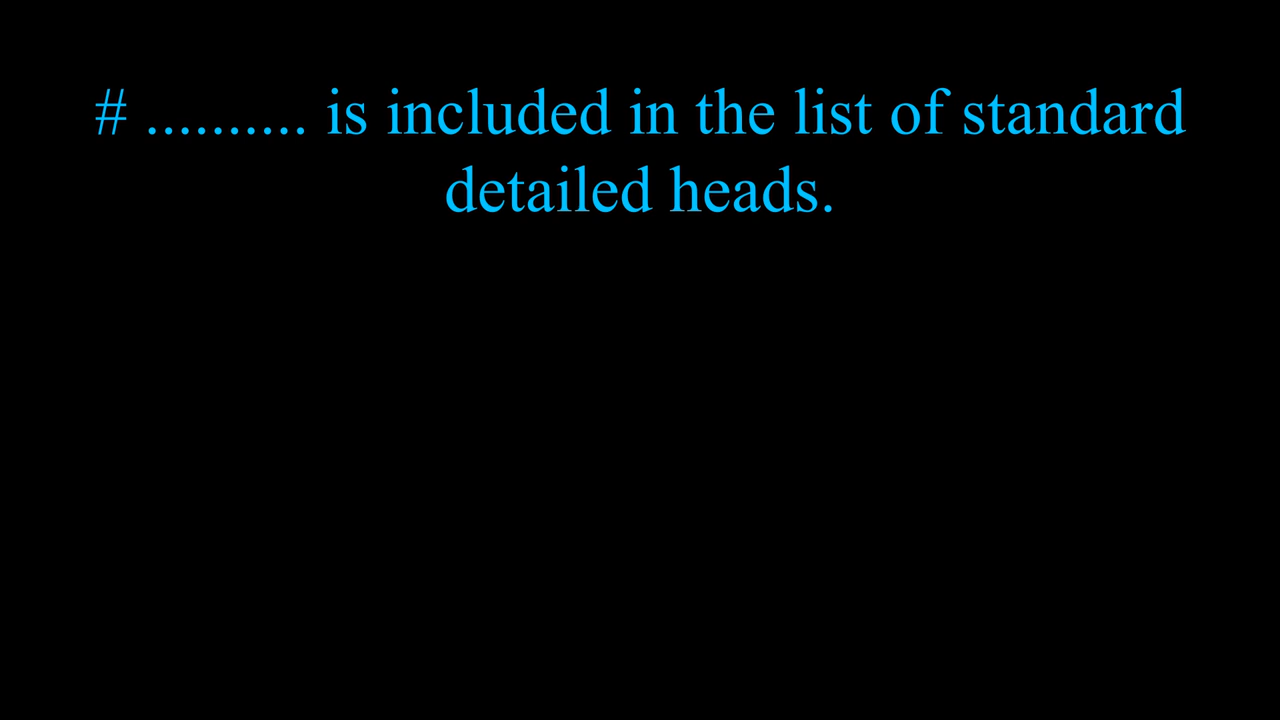 # .......... is included in the list of standard
detailed heads.